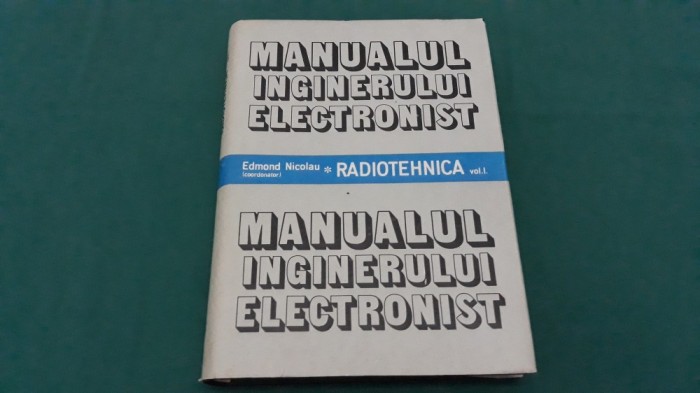 MANUALUL
INGINERULUI
ELECTRONIST
Edmond Nicolau * RADIOTEHNICA vol.I.
(coordonator)
MANUALUL
INGINERULUI
ELECTRONIST